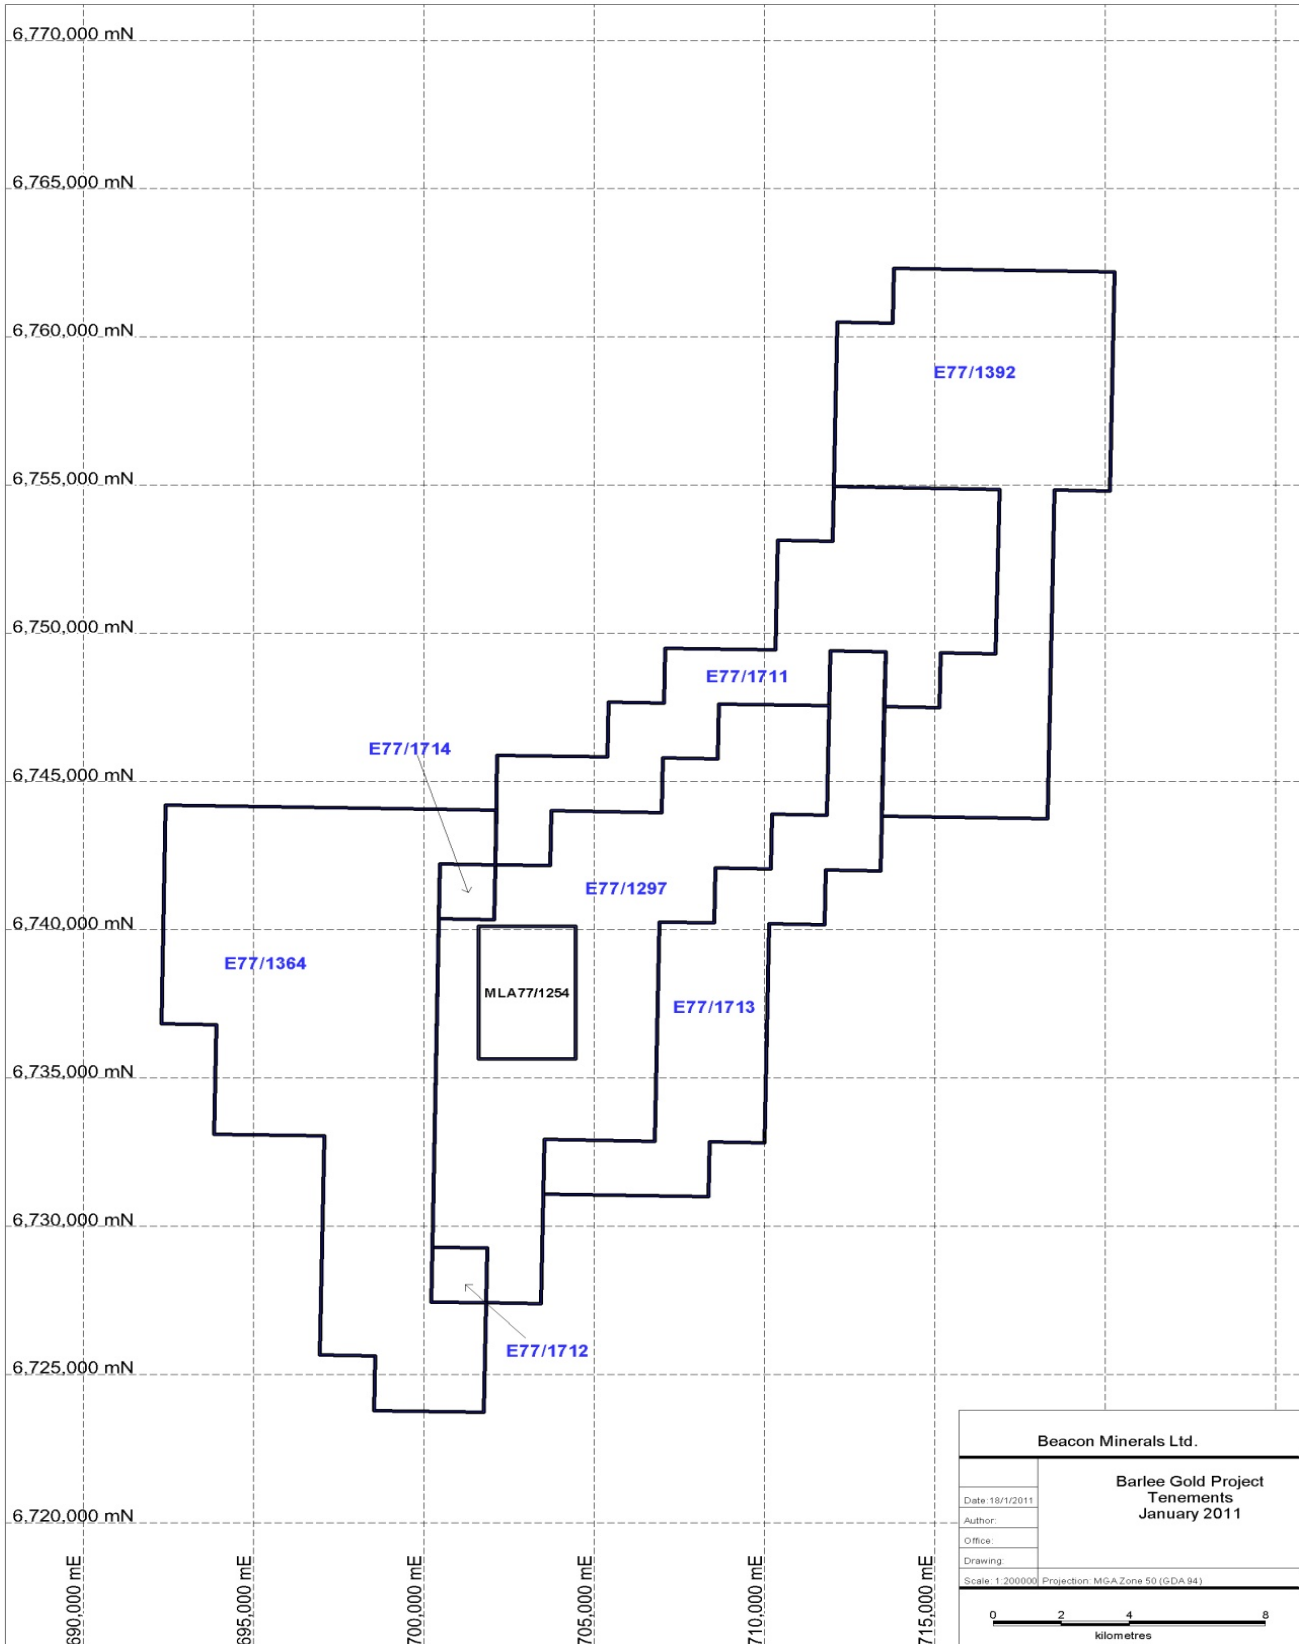 6,770,000 mN
6,765,000 mN
6,760,000 mN
E77/1392
6,755,000 mN
6,750,000 mN
E77/1711
E77/1714
6,745,000 mN
E77/1297
6,740,000 mN
E77/1364
MLA77/1254
E77/1713
6,735,000 mN
6,730,000 mN
E77/1712
6,725,000 mN
6,720,000 mN
690,000 mE
695,000 mE
700,000 mE
705,000 mE
710,000 mE
715,000 mE
Beacon Minerals Ltd.
Barlee Gold Project
Tenements
January 2011
Date:18/1/2011
Author:
Office:
Drawing:
Scale: 1:200000
Projection: MGA Zone 50 (GDA 94)
0 2 4 8
kilometres